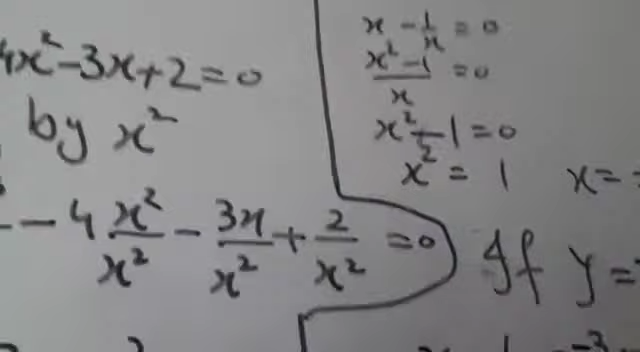 4x² - 3x + 2 = 0
by x²
- 4 x²/x² - 3x/x² + 2/x² = 0
x - 1/x = 0
x² - 1/x = 0
x² - 1 = 0
x² = 1 x =
If y =